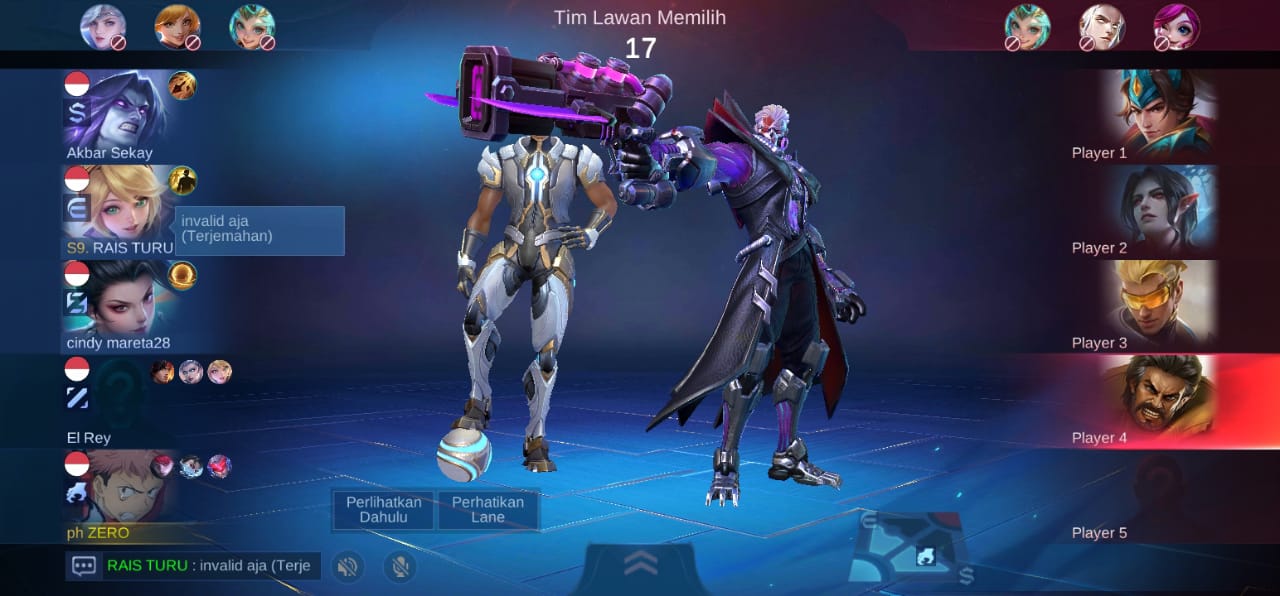 Tim Lawan Memilih
17
Akbar Sekay
invalid aja
(Terjemahan)
S9. RAIS TURU
cindy mareta28
El Rey
ph ZERO
Player 1
Player 2
Player 3
Player 4
Player 5
Perlihatkan
Dahulu
Perhatikan
Lane
RAIS TURU : invalid aja (Terje